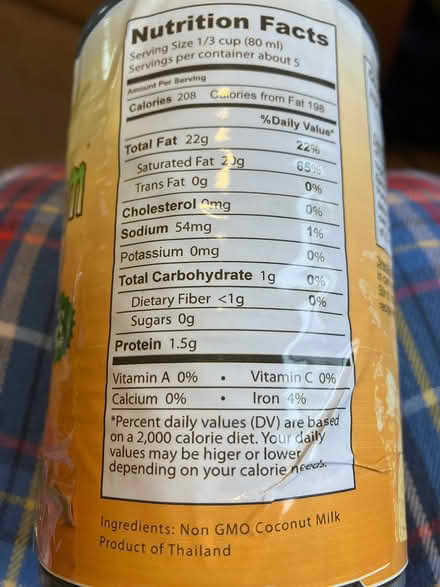 Nutrition Facts
Serving Size 1/3 cup (80 ml)
Servings per container about 5
Amount Per Serving
Calories 208 Calories from Fat 198
%Daily Value*
Total Fat 22g 22%
Saturated Fat 20g 85%
Trans Fat 0g 0%
Cholesterol 0mg 0%
Sodium 54mg 1%
Potassium 0mg 0%
Total Carbohydrate 1g 0%
Dietary Fiber <1g 0%
Sugars 0g
Protein 1.5g
Vitamin A 0% • Vitamin C 0%
Calcium 0% • Iron 4%
*Percent daily values (DV) are based
on a 2,000 calorie diet. Your daily
values may be higer or lower
depending on your calorie needs.
Ingredients: Non GMO Coconut Milk
Product of Thailand